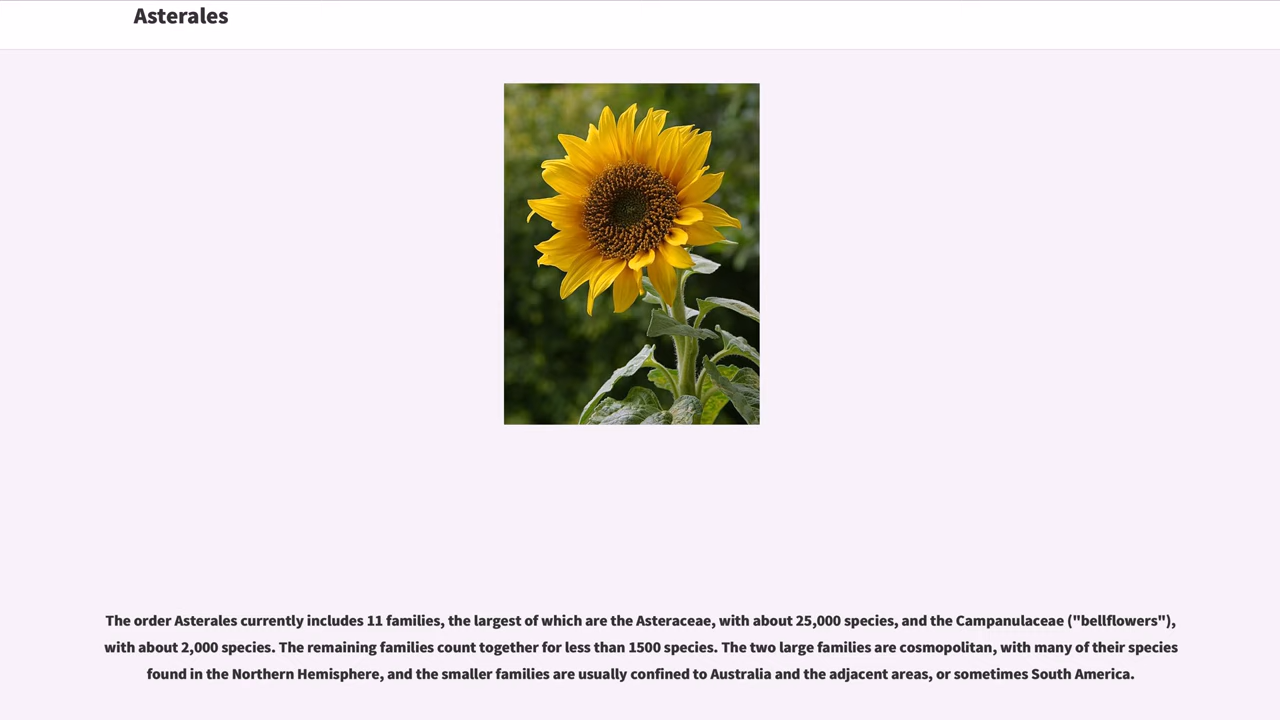 Asterales
The order Asterales currently includes 11 families, the largest of which are the Asteraceae, with about 25,000 species, and the Campanulaceae ("bellflowers"),
with about 2,000 species. The remaining families count together for less than 1500 species. The two large families are cosmopolitan, with many of their species
found in the Northern Hemisphere, and the smaller families are usually confined to Australia and the adjacent areas, or sometimes South America.